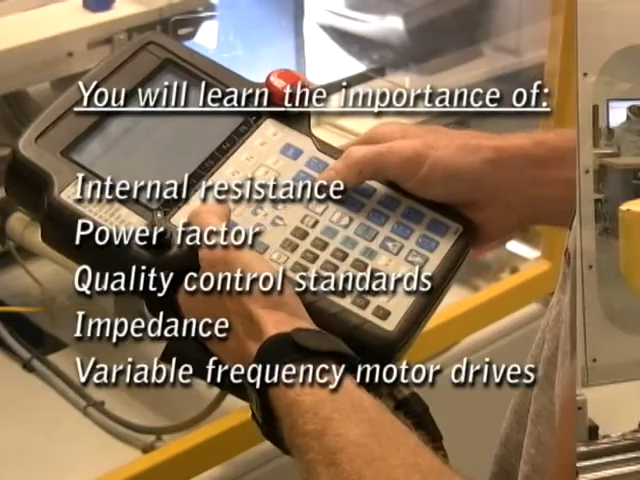 You will learn the importance of:
Internal resistance
Power factor
Quality control standards
Impedance
Variable frequency motor drives